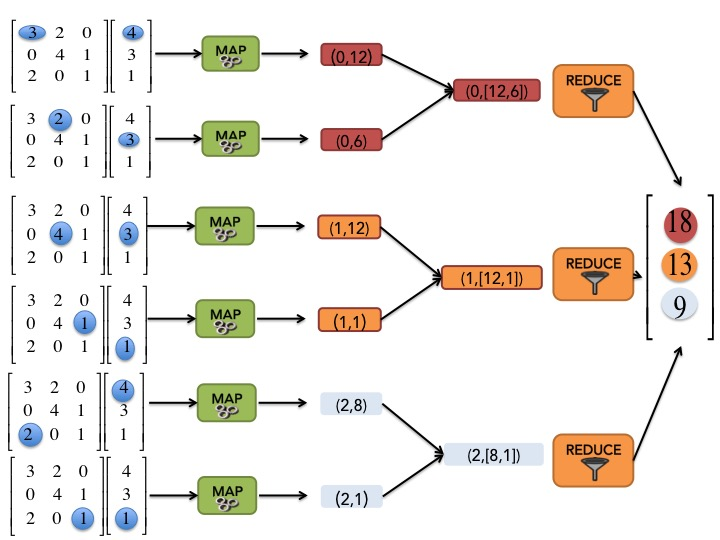 3 2 0 4
0 4 1 3
2 0 1 1
MAP
(0,12)
3 2 0 4
0 4 1 3
2 0 1 1
MAP
(0,6)
(0,[12,6])
REDUCE
3 2 0 4
0 4 1 3
2 0 1 1
MAP
(1,12)
3 2 0 4
0 4 1 3
2 0 1 1
MAP
(1,1)
(1,[12,1])
REDUCE
3 2 0 4
0 4 1 3
2 0 1 1
MAP
(2,8)
3 2 0 4
0 4 1 3
2 0 1 1
MAP
(2,1)
(2,[8,1])
REDUCE
18
13
9